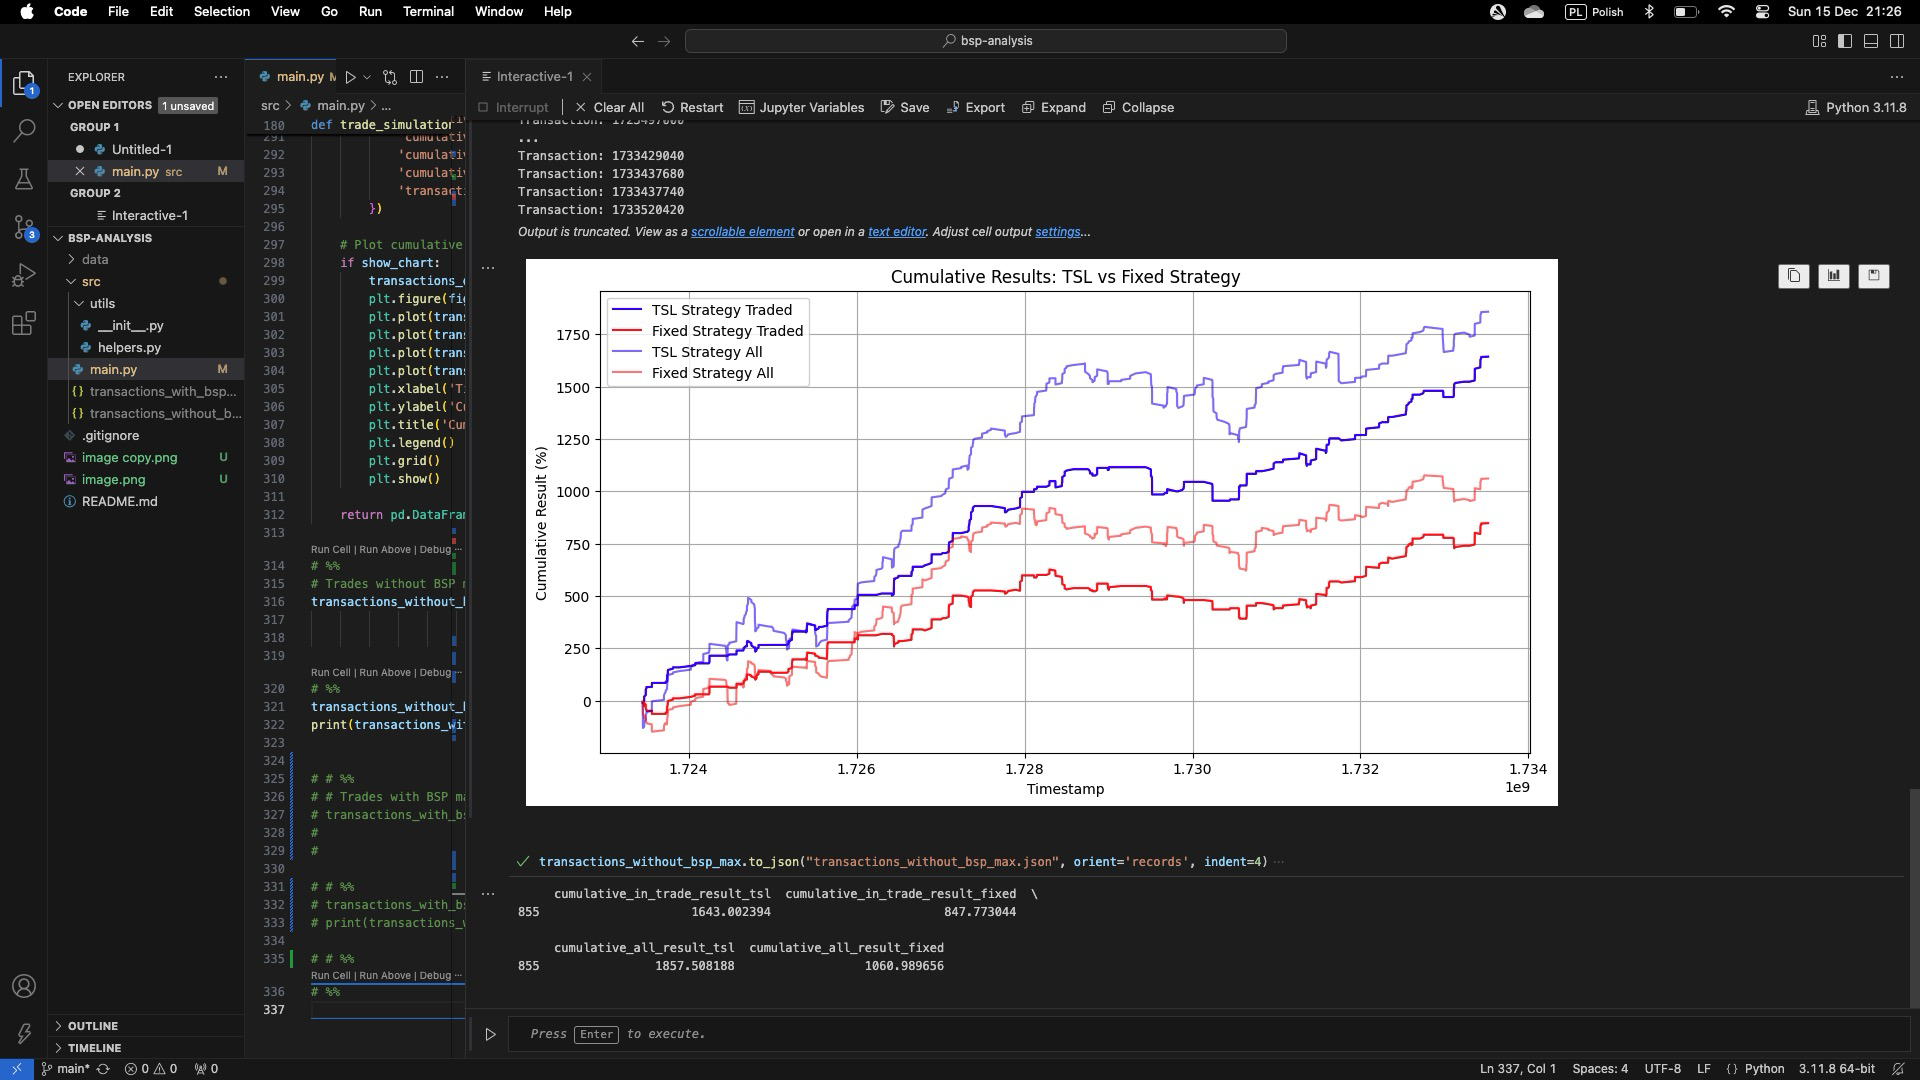 Code File Edit Selection View Go Run Terminal Window Help
PL Polish Sun 15 Dec 21:26
bsp-analysis
EXPLORER
OPEN EDITORS 1 unsaved
GROUP 1
Untitled-1
main.py src M
GROUP 2
Interactive-1
BSP-ANALYSIS
data
src
utils
__init__.py
helpers.py
main.py M
transactions_with_bsp...
transactions_without_b...
.gitignore
image copy.png U
image.png U
README.md
OUTLINE
TIMELINE
1
3
main.py M
src > main.py > ...
180 def trade_simulation
291 'cumulativ
292 'cumulativ
293 'cumulativ
294 'transact
295 })
296
297 # Plot cumulative
298 if show_chart:
299 transactions_
300 plt.figure(fig
301 plt.plot(trans
302 plt.plot(trans
303 plt.plot(trans
304 plt.plot(trans
305 plt.xlabel('T
306 plt.ylabel('Cu
307 plt.title('Cum
308 plt.legend()
309 plt.grid()
310 plt.show()
311
312 return pd.DataFram
313
Run Cell | Run Above | Debug ...
314 # %%
315 # Trades without BSP m
316 transactions_without_b
317
318
319
Run Cell | Run Above | Debug ...
320 # %%
321 transactions_without_b
322 print(transactions_wit
323
324
325 # # %%
326 # # Trades with BSP ma
327 # transactions_with_bs
328 #
329 #
330
331 # # %%
332 # transactions_with_bs
333 # print(transactions_w
334
335 # # %%
Run Cell | Run Above | Debug ...
336 # %%
337
Interactive-1
Interrupt | Clear All Restart Jupyter Variables Save Export Expand Collapse Python 3.11.8
Transaction: 1723497000
...
Transaction: 1733429040
Transaction: 1733437680
Transaction: 1733437740
Transaction: 1733520420
Output is truncated. View as a scrollable element or open in a text editor. Adjust cell output settings...
Cumulative Results: TSL vs Fixed Strategy
TSL Strategy Traded
Fixed Strategy Traded
TSL Strategy All
Fixed Strategy All
Cumulative Result (%)
1750
1500
1250
1000
750
500
250
0
1.724 1.726 1.728 1.730 1.732 1.734
1e9
Timestamp
transactions_without_bsp_max.to_json("transactions_without_bsp_max.json", orient='records', indent=4) ...
cumulative_in_trade_result_tsl cumulative_in_trade_result_fixed \
855 1643.002394 847.773044
cumulative_all_result_tsl cumulative_all_result_fixed
855 1857.508188 1060.989656
Press Enter to execute.
main* 0 0 0 Ln 337, Col 1 Spaces: 4 UTF-8 LF {} Python 3.11.8 64-bit